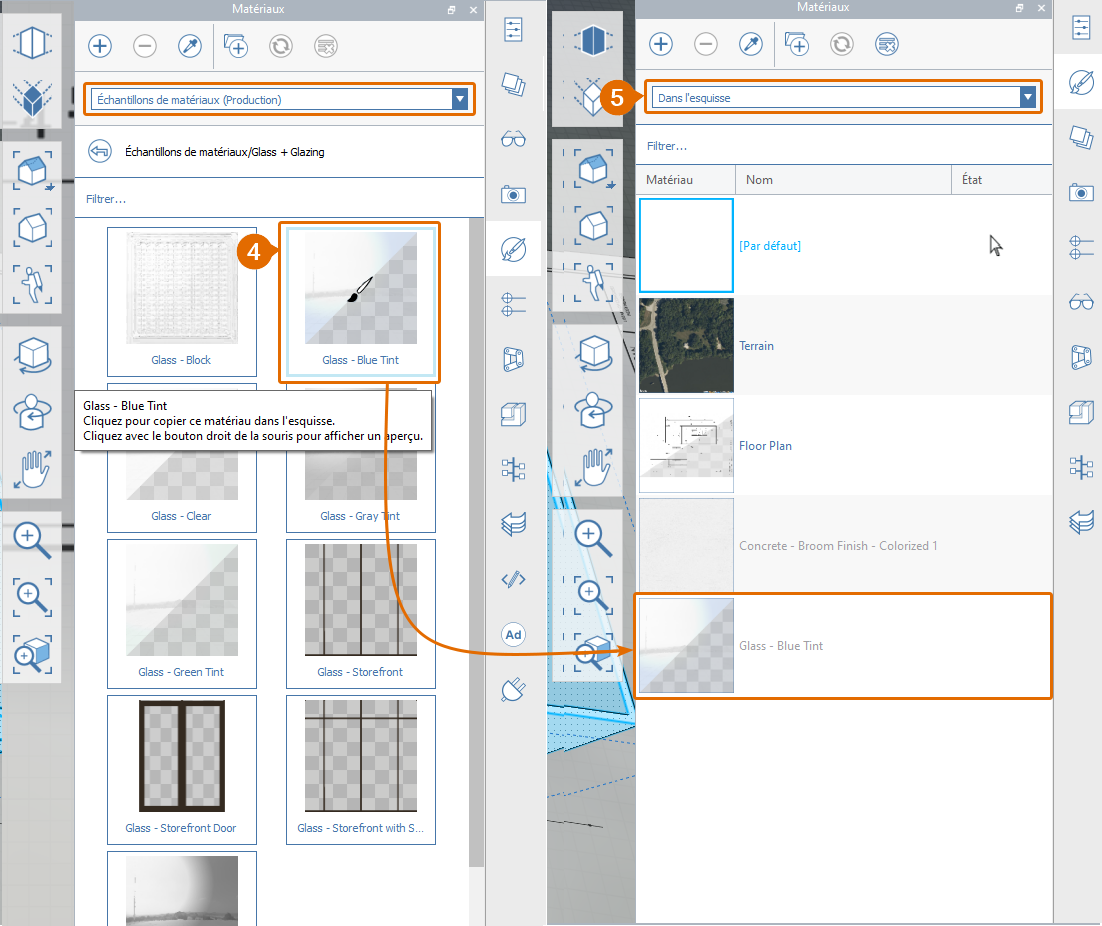 Matériaux
Échantillons de matériaux (Production)
Échantillons de matériaux/Glass + Glazing
Filtrer...
4
Glass - Block
Glass - Blue Tint
Glass - Blue Tint
Cliquez pour copier ce matériau dans l'esquisse.
Cliquez avec le bouton droit de la souris pour afficher un aperçu.
Glass - Clear
Glass - Gray Tint
Glass - Green Tint
Glass - Storefront
Glass - Storefront Door
Glass - Storefront with S...
Ad
Matériaux
5
Dans l'esquisse
Filtrer...
Matériau
Nom
État
[Par défaut]
Terrain
Floor Plan
Concrete - Broom Finish - Colorized 1
Glass - Blue Tint